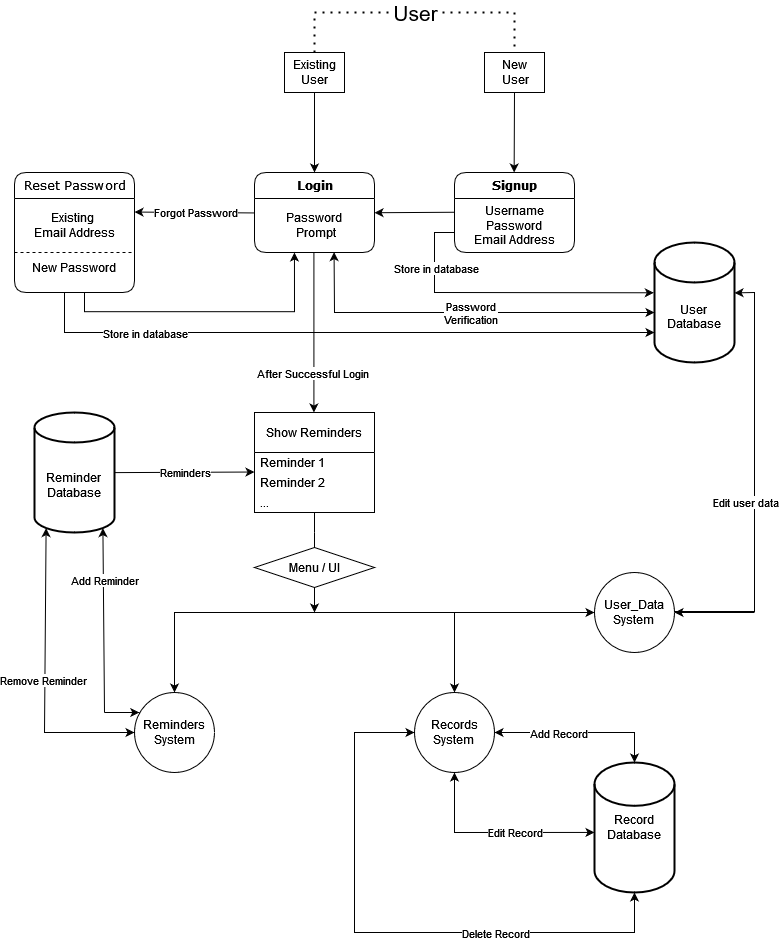 User
Existing
User
New
User
Reset Password
Existing
Email Address
New Password
Forgot Password
Login
Password
Prompt
Signup
Username
Password
Email Address
Store in database
Password
Verification
Store in database
User
Database
After Successful Login
Show Reminders
Reminder 1
Reminder 2
...
Reminder
Database
Reminders
Edit user data
Menu / UI
Add Reminder
User_Data
System
Remove Reminder
Reminders
System
Records
System
Add Record
Edit Record
Record
Database
Delete Record